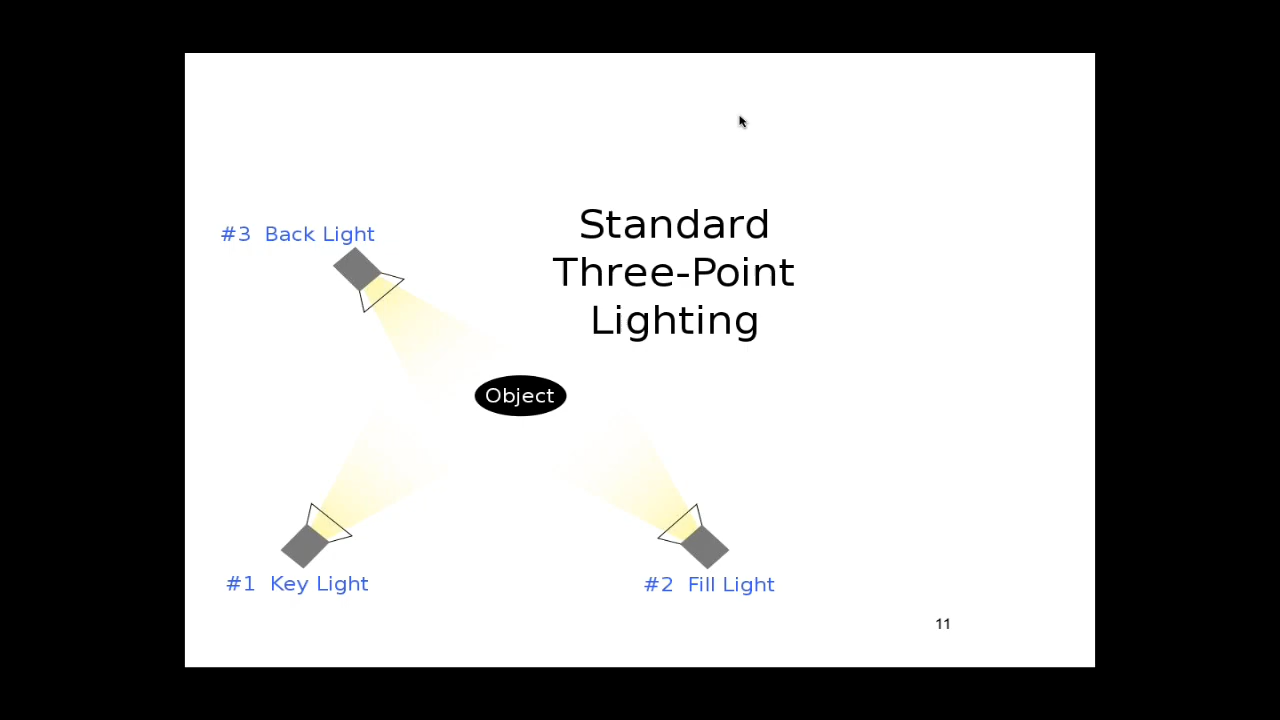 Standard
Three-Point
Lighting
#3 Back Light
Object
#1 Key Light
#2 Fill Light
11